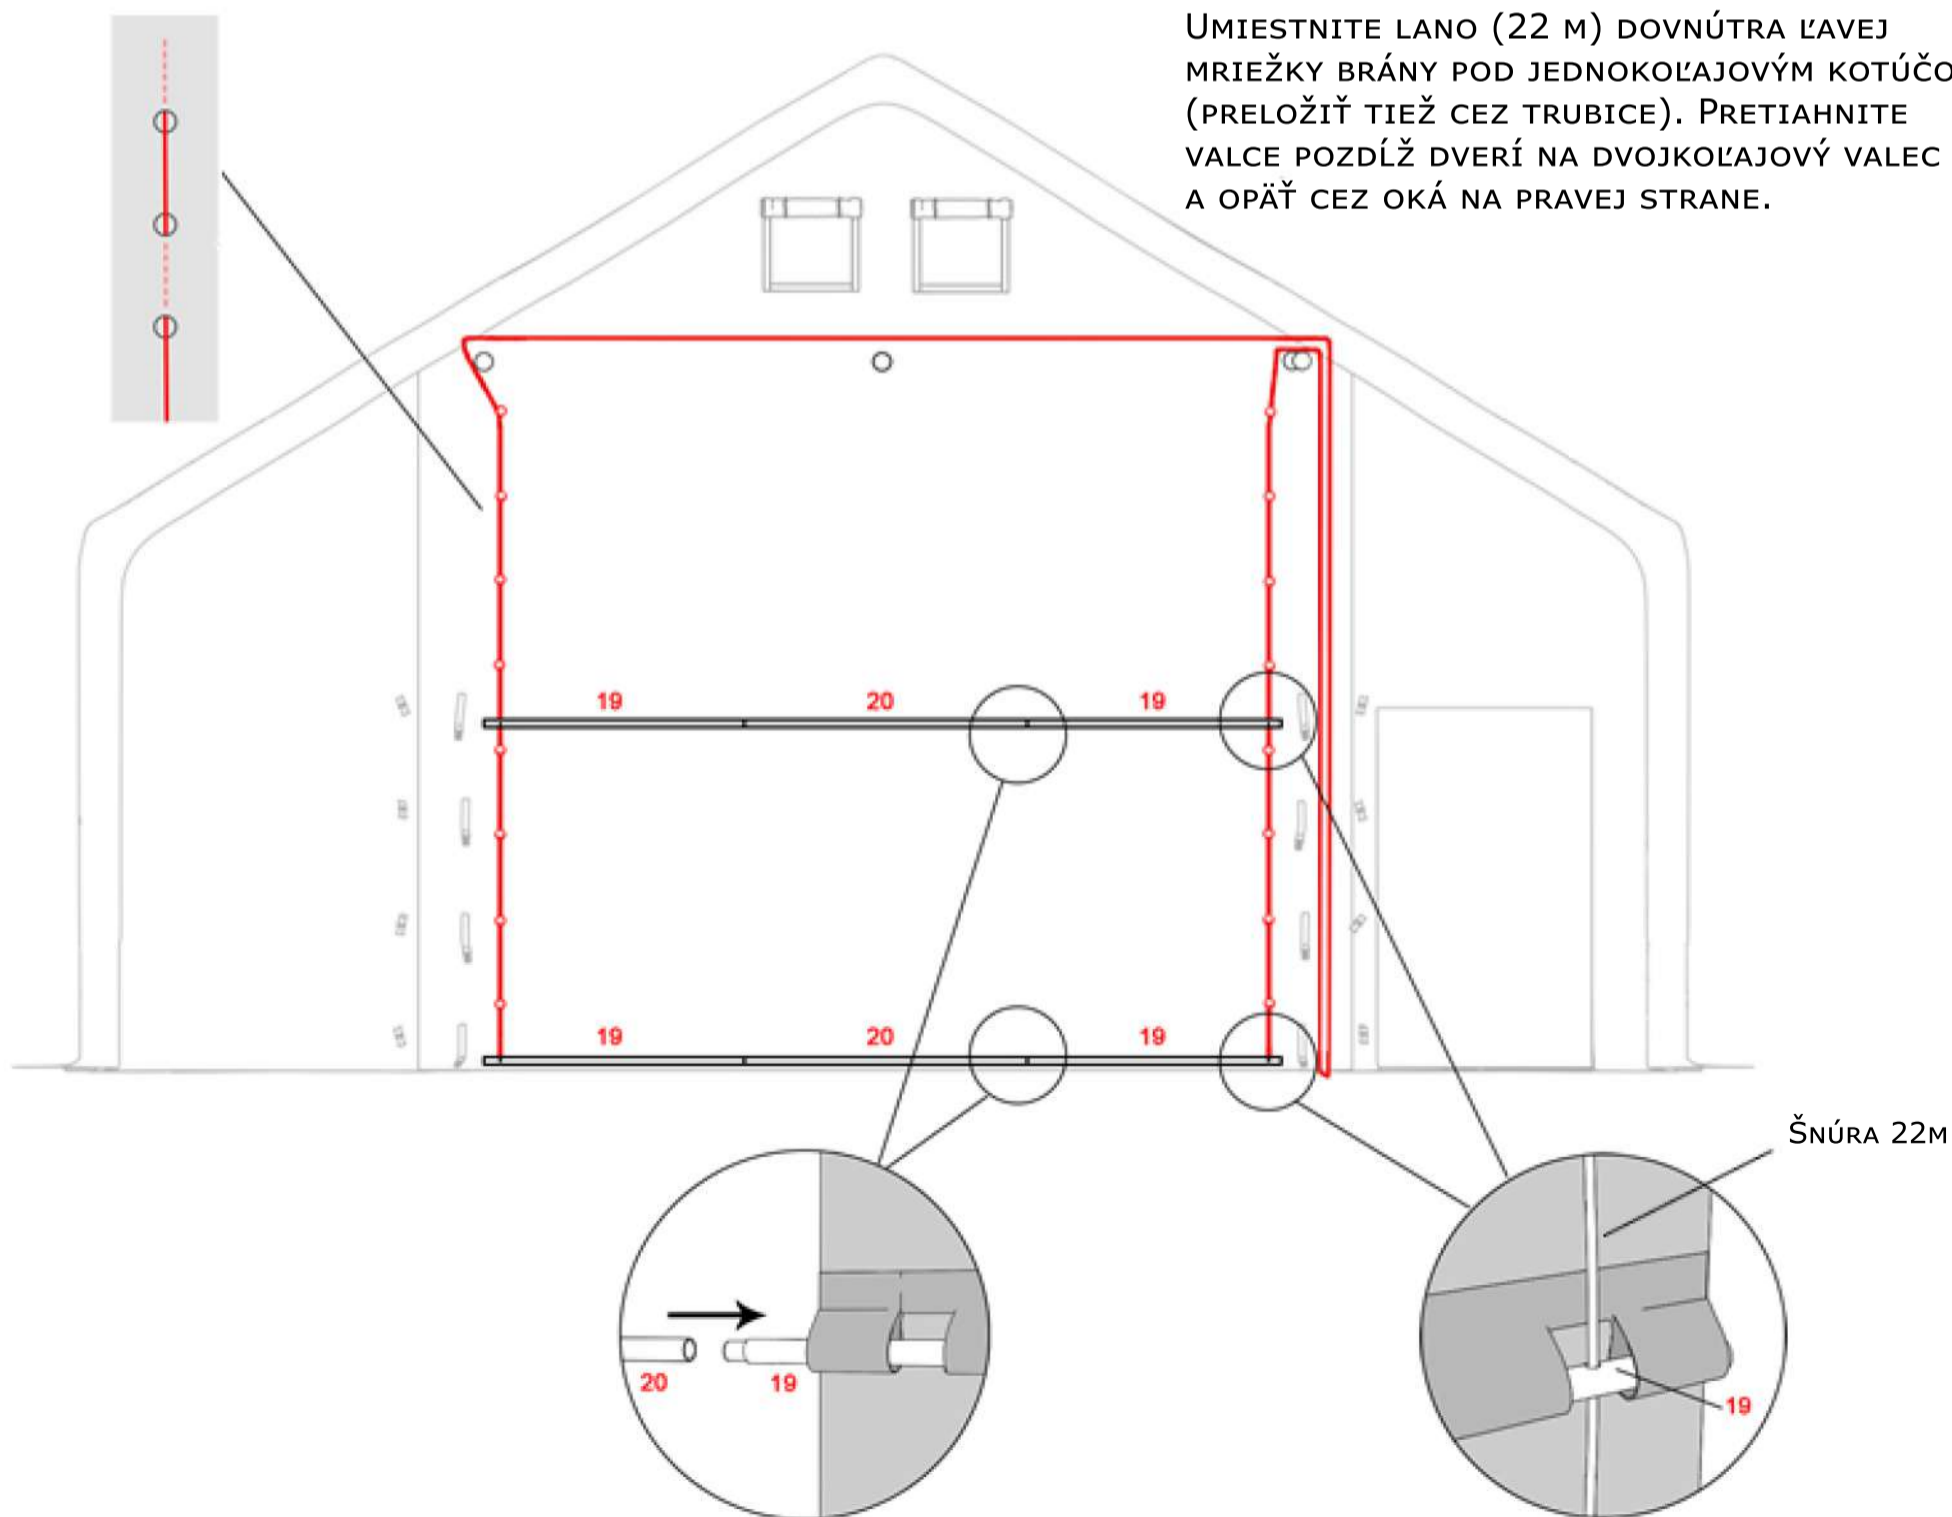 UMIESTNITE LANO (22 M) DOVNÚTRA ĽAVEJ
MRIEŽKY BRÁNY POD JEDNOKOĽAJOVÝM KOTÚČO
(PRELOŽIŤ TIEŽ CEZ TRUBICE). PRETIAHNITE
VALCE POZDĹŽ DVERÍ NA DVOJKOĽAJOVÝ VALEC
A OPÄŤ CEZ OKÁ NA PRAVEJ STRANE.
19 20 19
19 20 19
ŠNÚRA 22M
20 19
19